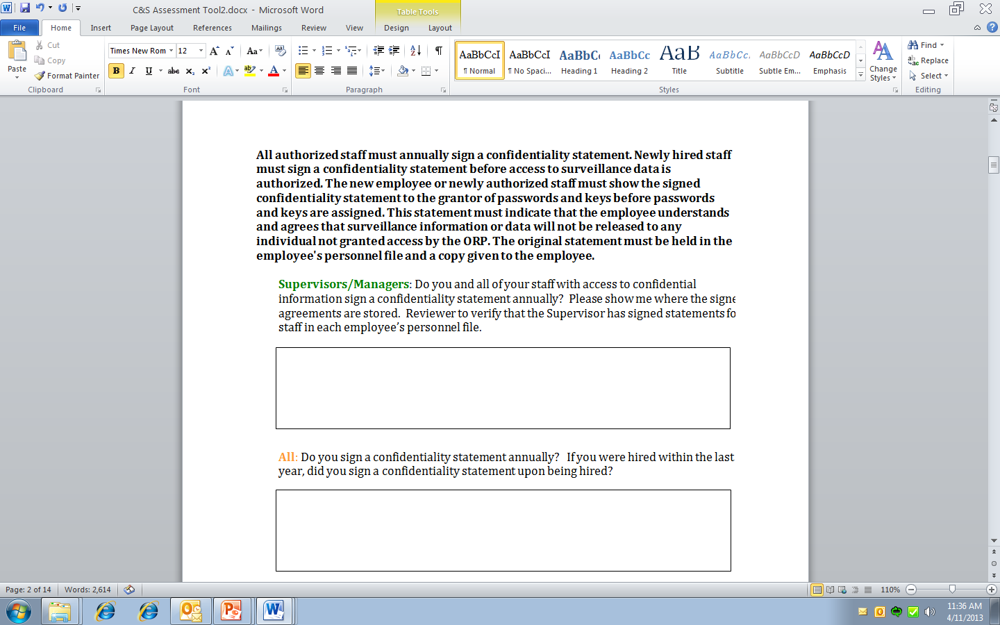 C&S Assessment Tool2.docx - Microsoft Word
Table Tools
File Home Insert Page Layout References Mailings Review View Design Layout
Paste
Cut
Copy
Format Painter
Clipboard
Times New Rom 12
Font
Paragraph
AaBbCcI AaBbCcI AaBbCc AaBbCc AaB AaBbCc. AaBbCcD AaBbCcD
¶ Normal ¶ No Spaci... Heading 1 Heading 2 Title Subtitle Subtle Em... Emphasis
Change
Styles
Styles
Find
Replace
Select
Editing
All authorized staff must annually sign a confidentiality statement. Newly hired staff
must sign a confidentiality statement before access to surveillance data is
authorized. The new employee or newly authorized staff must show the signed
confidentiality statement to the grantor of passwords and keys before passwords
and keys are assigned. This statement must indicate that the employee understands
and agrees that surveillance information or data will not be released to any
individual not granted access by the ORP. The original statement must be held in the
employee's personnel file and a copy given to the employee.
Supervisors/Managers: Do you and all of your staff with access to confidential
information sign a confidentiality statement annually?  Please show me where the signe
agreements are stored.  Reviewer to verify that the Supervisor has signed statements fo
staff in each employee’s personnel file.
All: Do you sign a confidentiality statement annually?   If you were hired within the last
year, did you sign a confidentiality statement upon being hired?
Page: 2 of 14 Words: 2,614 110%
11:36 AM
4/11/2013